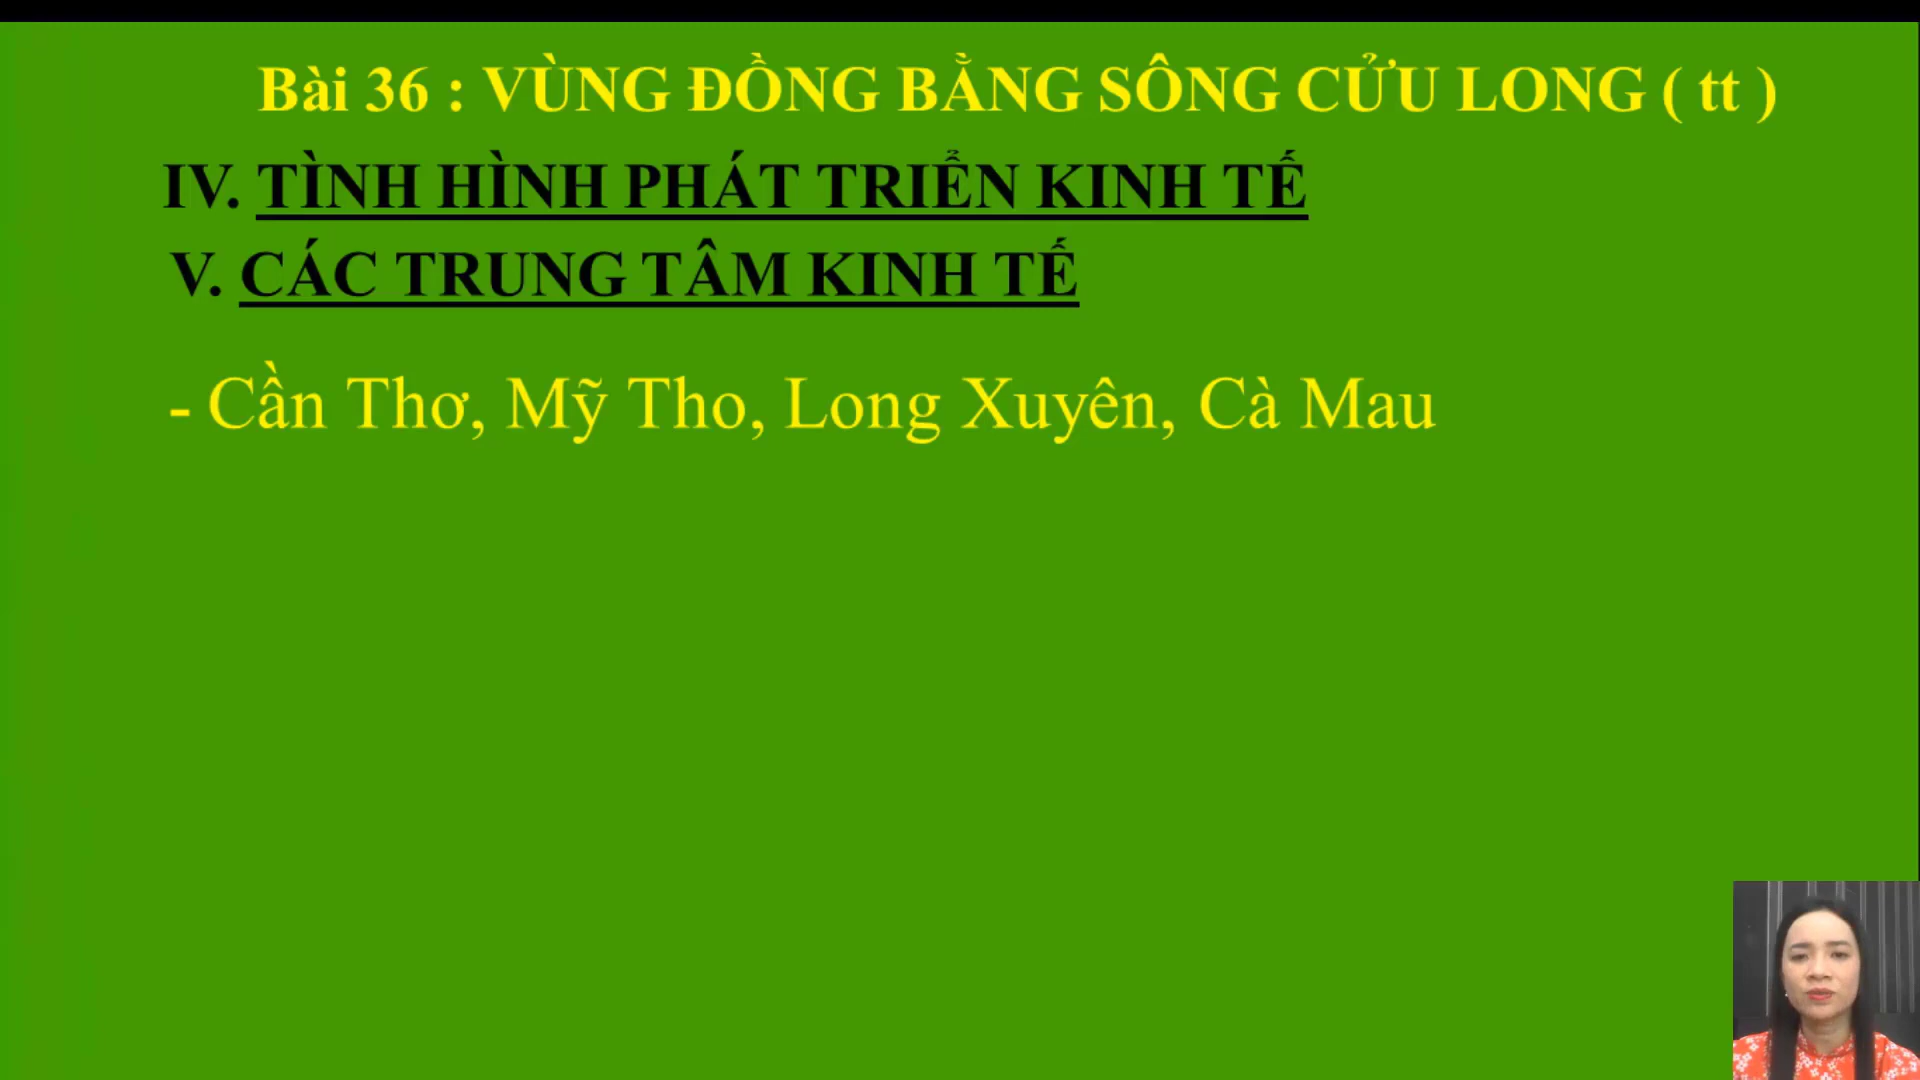 Bài 36 : VÙNG ĐỒNG BẰNG SÔNG CỬU LONG ( tt )
IV. TÌNH HÌNH PHÁT TRIỂN KINH TẾ
V. CÁC TRUNG TÂM KINH TẾ
- Cần Thơ, Mỹ Tho, Long Xuyên, Cà Mau